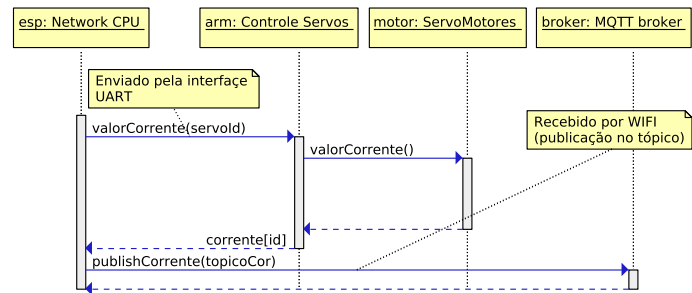 esp: Network CPU
arm: Controle Servos
motor: ServoMotores
broker: MQTT broker
Enviado pela interfaçe
UART
Recebido por WIFI
(publicação no tópico)
valorCorrente(servoId)
valorCorrente()
corrente[id]
publishCorrente(topicoCor)